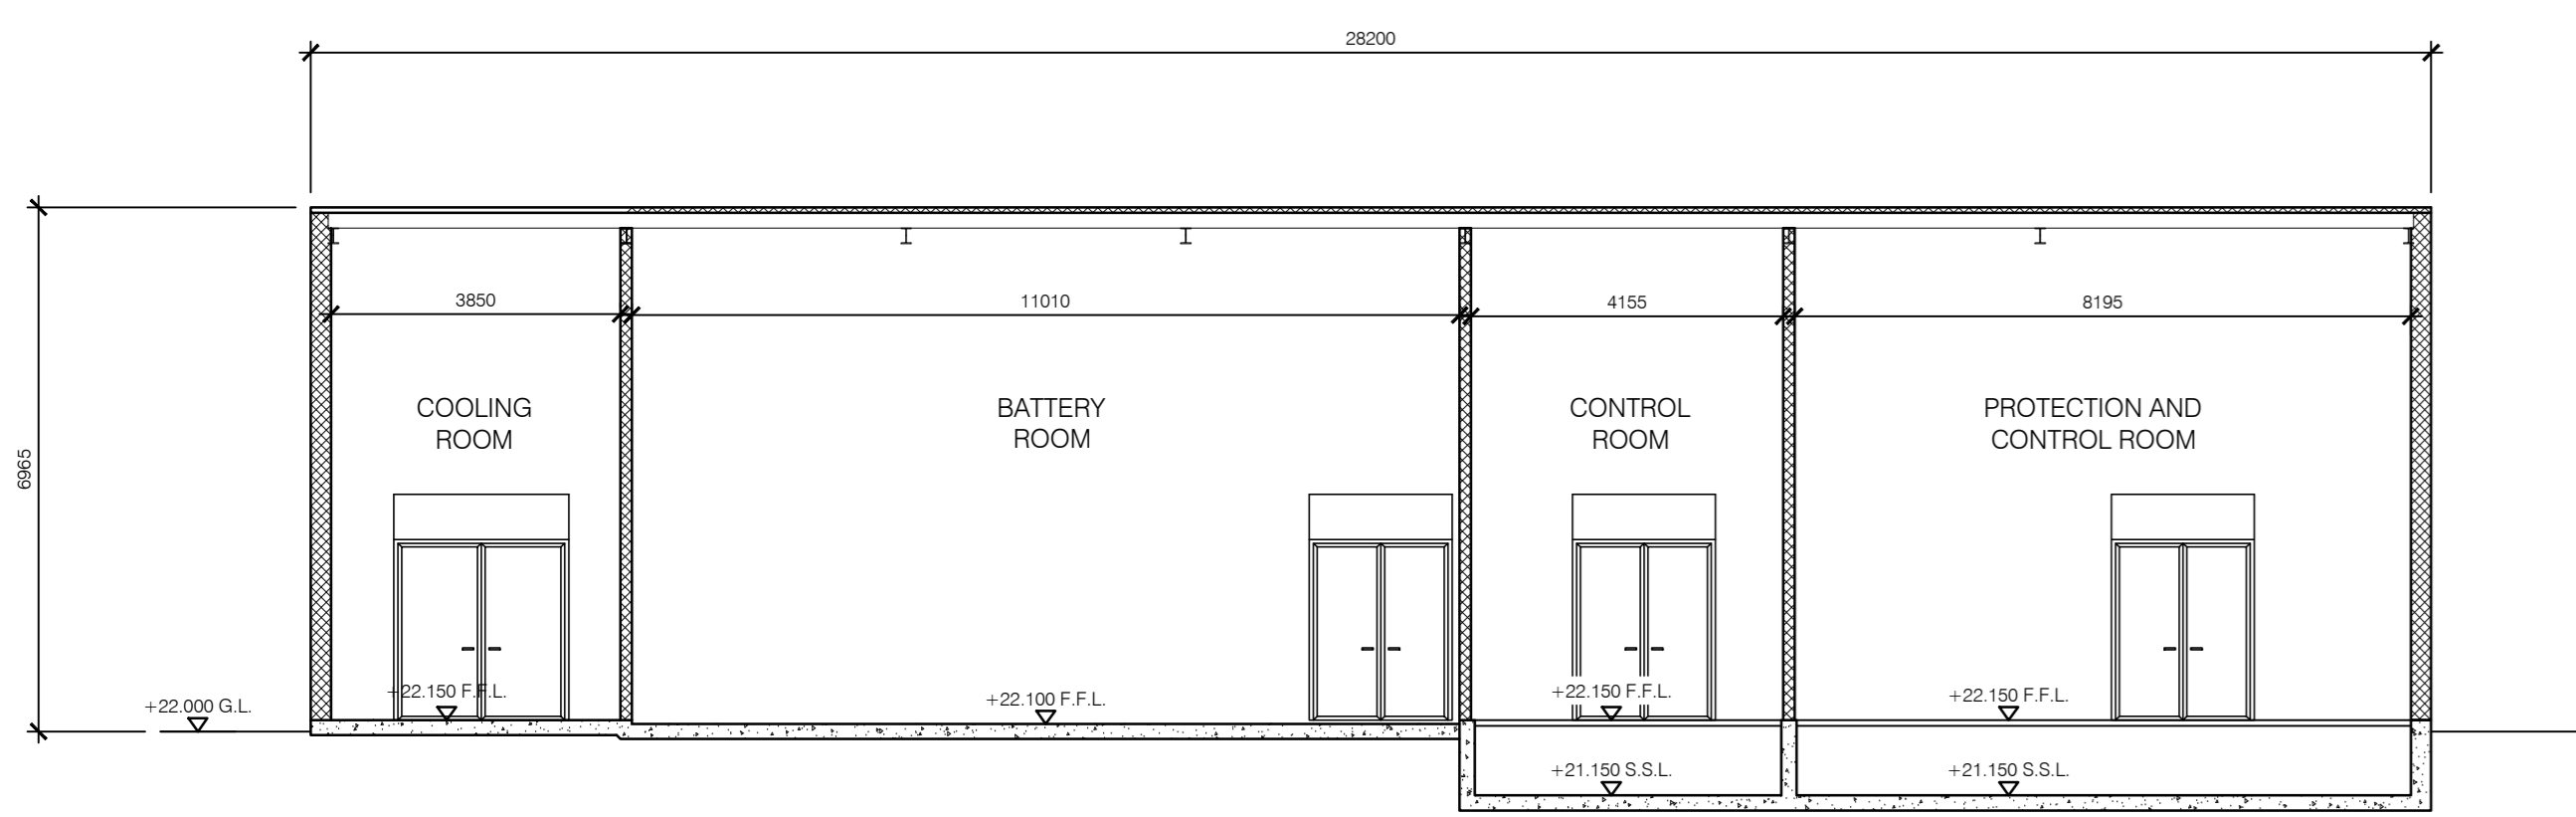 28200
3850
11010
4155
8195
COOLING
ROOM
BATTERY
ROOM
CONTROL
ROOM
PROTECTION AND
CONTROL ROOM
6965
+22.000 G.L.
+22.150 F.F.L.
+22.100 F.F.L.
+22.150 F.F.L.
+22.150 F.F.L.
+21.150 S.S.L.
+21.150 S.S.L.